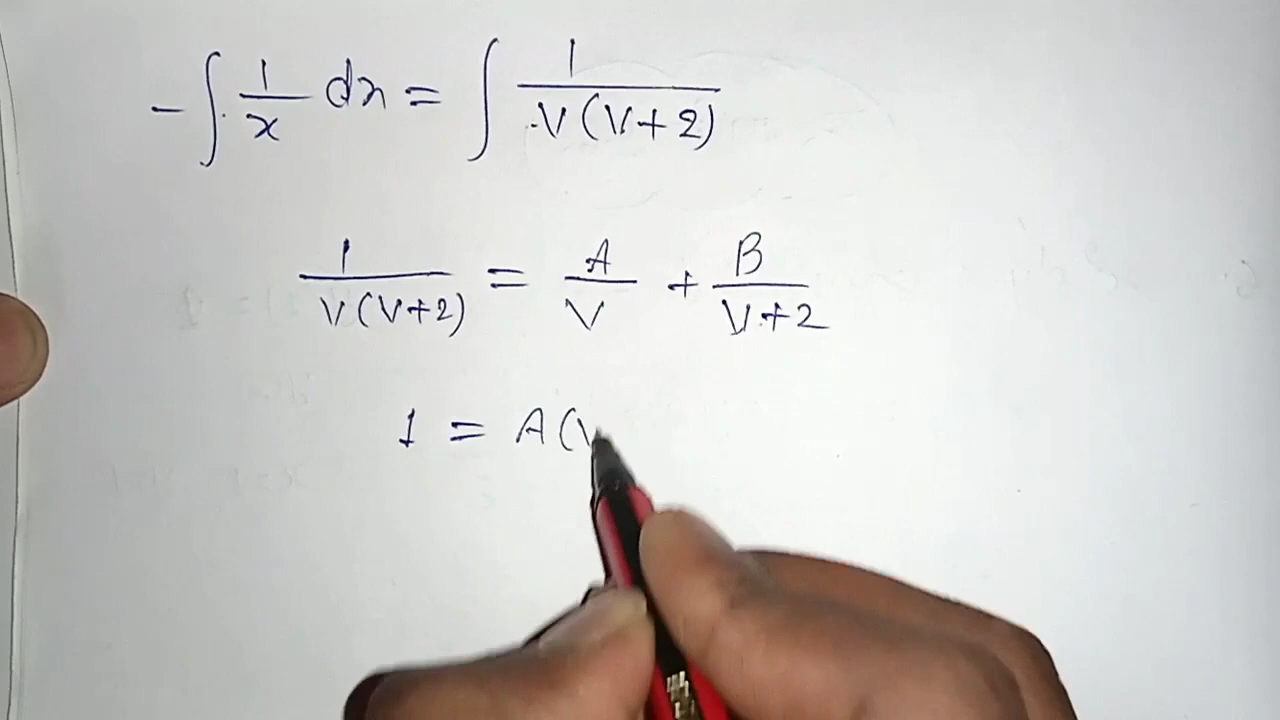 - ∫ 1/x dx = ∫ 1/V(V+2)
1/V(V+2) = A/V + B/V+2
1 = A(V